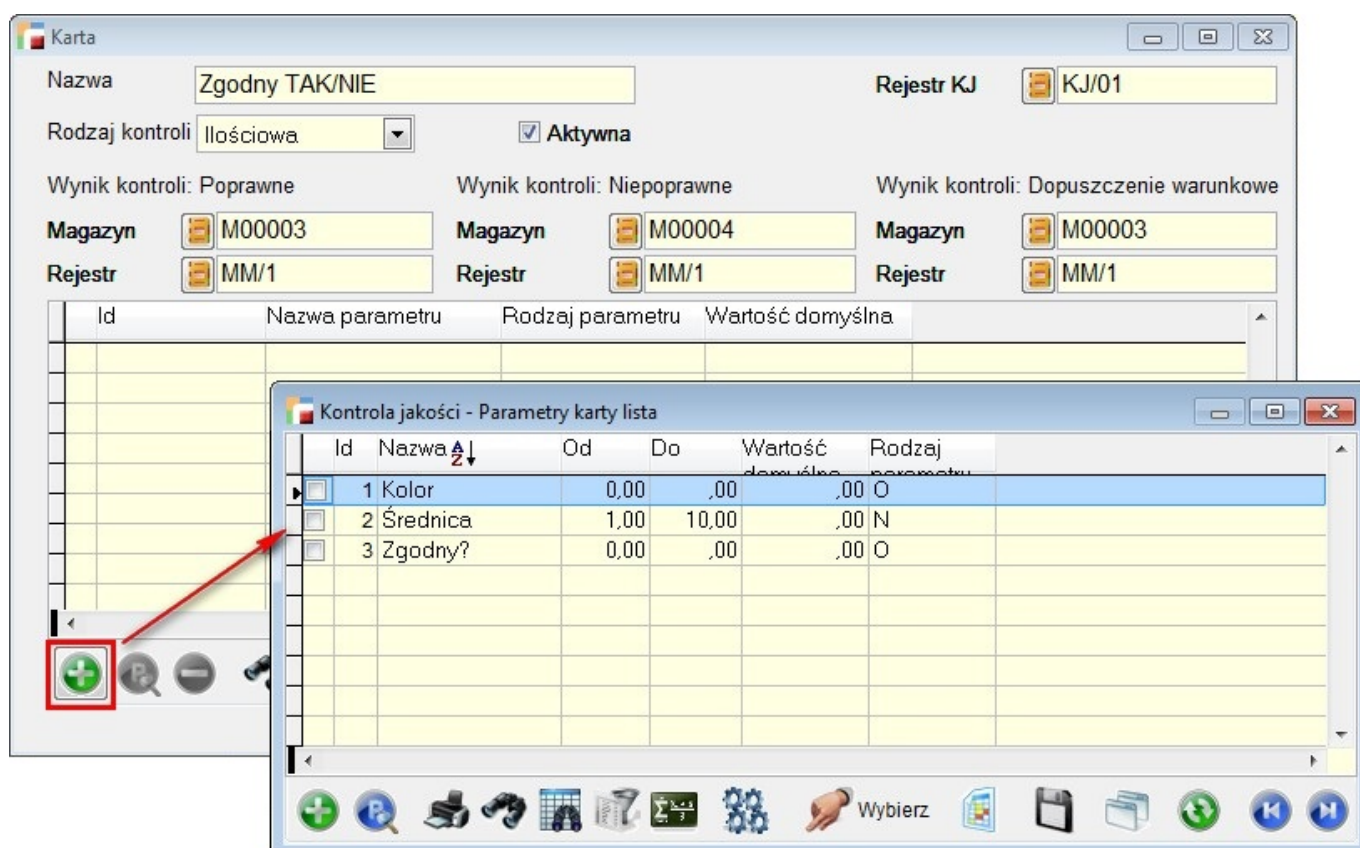 Karta
Nazwa Zgodny TAK/NIE Rejestr KJ KJ/01
Rodzaj kontroli Ilościowa Aktywna
Wynik kontroli: Poprawne Wynik kontroli: Niepoprawne Wynik kontroli: Dopuszczenie warunkowe
Magazyn M00003 Magazyn M00004 Magazyn M00003
Rejestr MM/1 Rejestr MM/1 Rejestr MM/1
Id Nazwa parametru Rodzaj parametru Wartość domyślna
Kontrola jakości - Parametry karty lista
Id Nazwa Od Do Wartość Rodzaj
domyślna parametru
1 Kolor 0,00 ,00 ,00 O
2 Średnica 1,00 10,00 ,00 N
3 Zgodny? 0,00 ,00 ,00 O
Wybierz